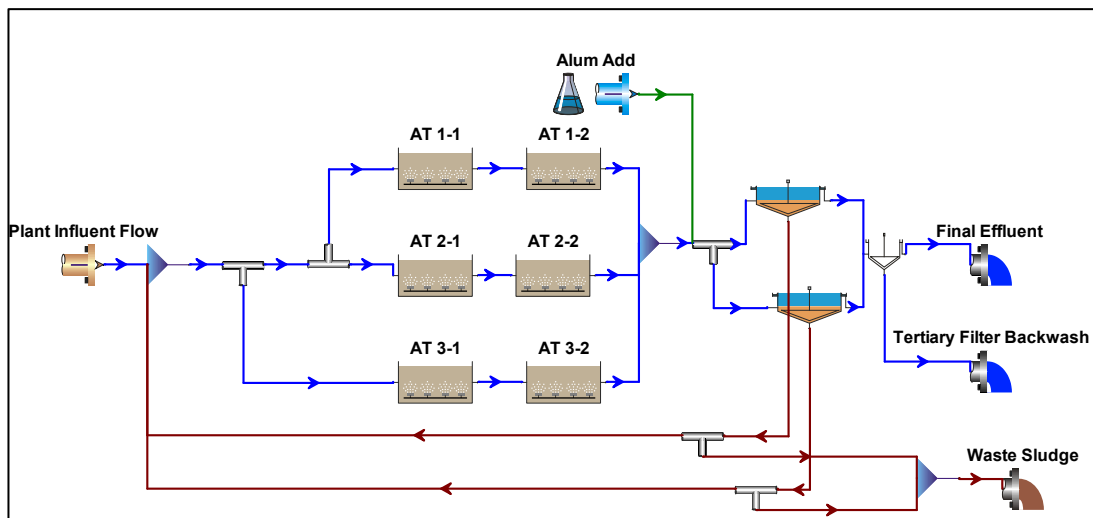 Alum Add
AT 1-1
AT 1-2
Plant Influent Flow
AT 2-1
AT 2-2
Final Effluent
Tertiary Filter Backwash
AT 3-1
AT 3-2
Waste Sludge